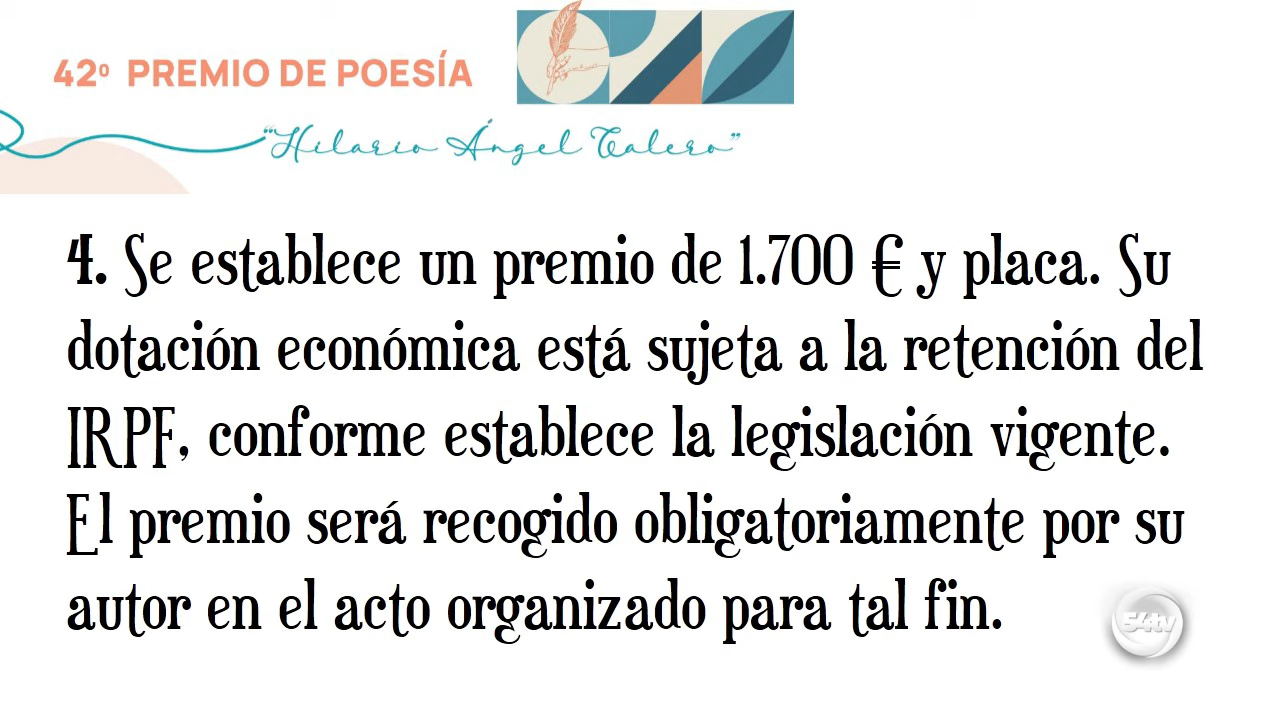 42º PREMIO DE POESÍA
"Hilario Ángel Calero"
4. Se establece un premio de 1.700 € y placa. Su
dotación económica está sujeta a la retención del
IRPF, conforme establece la legislación vigente.
El premio será recogido obligatoriamente por su
autor en el acto organizado para tal fin.
54tv